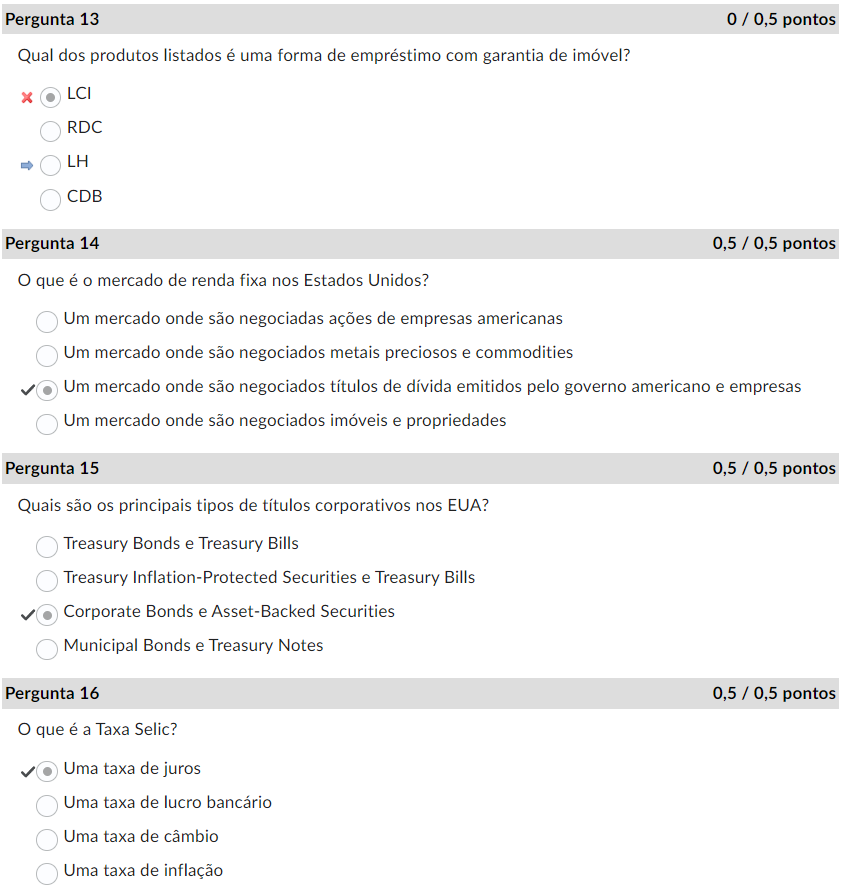 Pergunta 13 0 / 0,5 pontos
Qual dos produtos listados é uma forma de empréstimo com garantia de imóvel?
LCI
RDC
LH
CDB
Pergunta 14 0,5 / 0,5 pontos
O que é o mercado de renda fixa nos Estados Unidos?
Um mercado onde são negociadas ações de empresas americanas
Um mercado onde são negociados metais preciosos e commodities
Um mercado onde são negociados títulos de dívida emitidos pelo governo americano e empresas
Um mercado onde são negociados imóveis e propriedades
Pergunta 15 0,5 / 0,5 pontos
Quais são os principais tipos de títulos corporativos nos EUA?
Treasury Bonds e Treasury Bills
Treasury Inflation-Protected Securities e Treasury Bills
Corporate Bonds e Asset-Backed Securities
Municipal Bonds e Treasury Notes
Pergunta 16 0,5 / 0,5 pontos
O que é a Taxa Selic?
Uma taxa de juros
Uma taxa de lucro bancário
Uma taxa de câmbio
Uma taxa de inflação